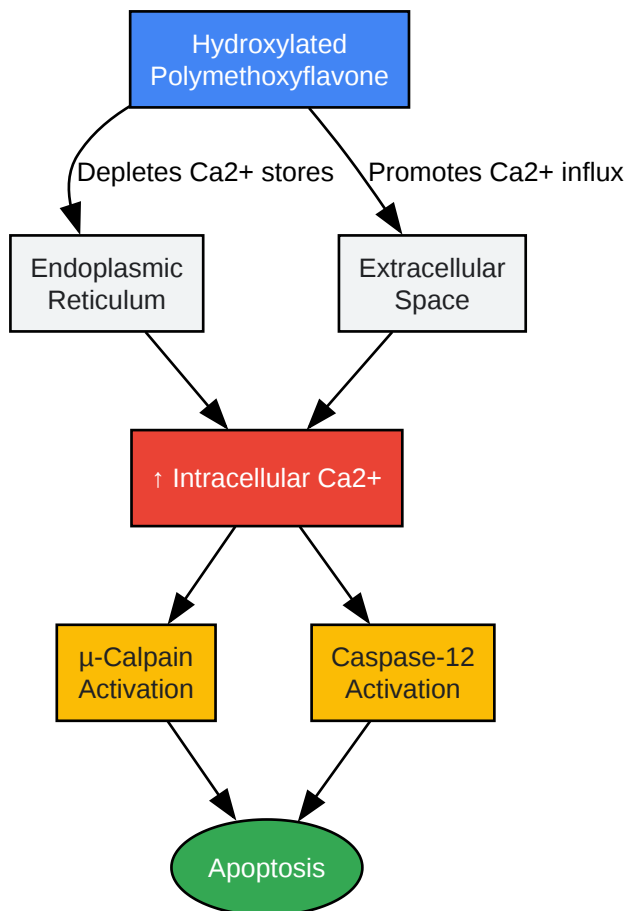 Hydroxylated
Polymethoxyflavone
Depletes Ca2+ stores
Promotes Ca2+ influx
Endoplasmic
Reticulum
Extracellular
Space
↑ Intracellular Ca2+
µ-Calpain
Activation
Caspase-12
Activation
Apoptosis